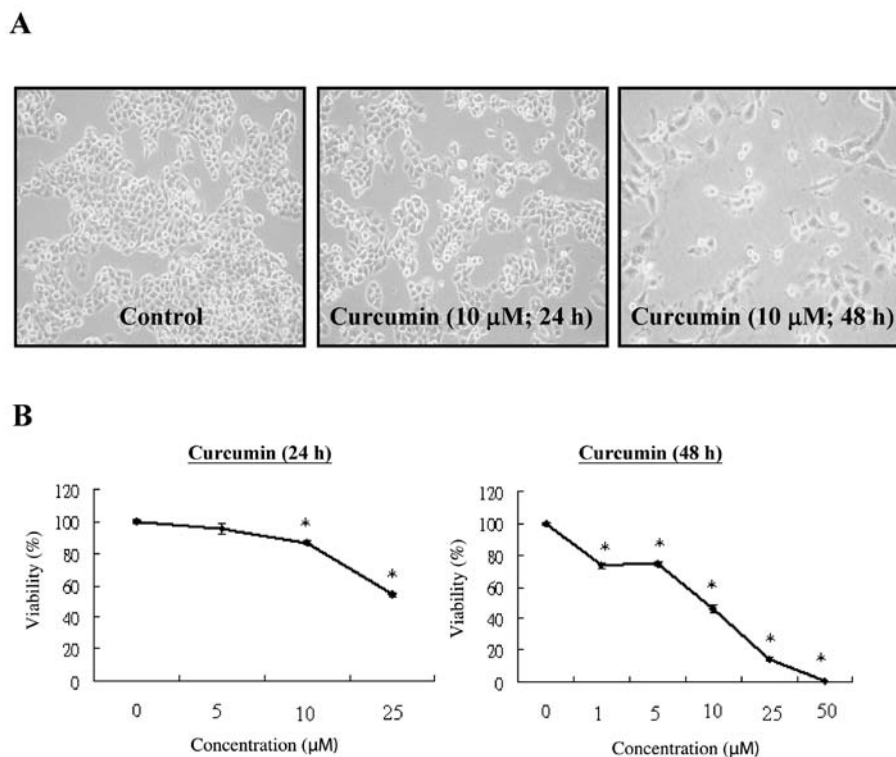 A
Control
Curcumin (10 μM; 24 h)
Curcumin (10 μM; 48 h)
B
Curcumin (24 h)
120
100
80
60
40
20
0
Viability (%)
* *
0 5 10 25
Concentration (μM)
Curcumin (48 h)
120
100
80
60
40
20
0
Viability (%)
* * * * *
0 1 5 10 25 50
Concentration (μM)